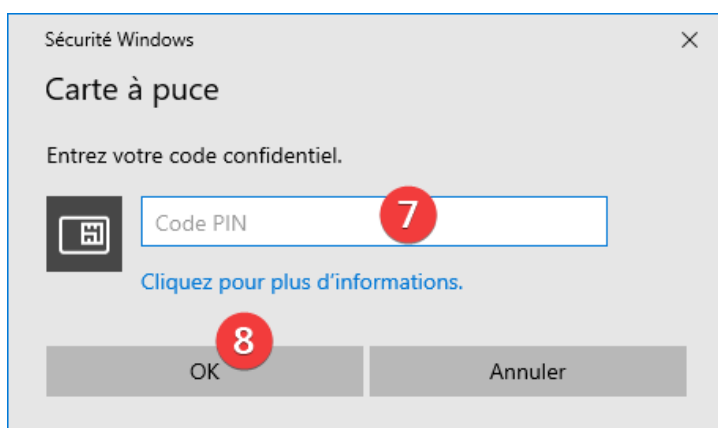 Sécurité Windows
Carte à puce
Entrez votre code confidentiel.
Code PIN 7
Cliquez pour plus d'informations.
8
OK Annuler